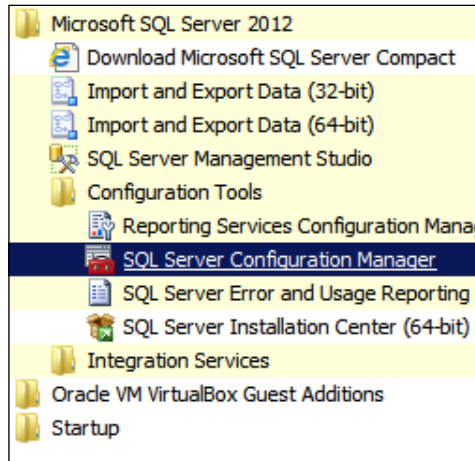 Microsoft SQL Server 2012
Download Microsoft SQL Server Compact
Import and Export Data (32-bit)
Import and Export Data (64-bit)
SQL Server Management Studio
Configuration Tools
Reporting Services Configuration Mana
SQL Server Configuration Manager
SQL Server Error and Usage Reporting
SQL Server Installation Center (64-bit)
Integration Services
Oracle VM VirtualBox Guest Additions
Startup